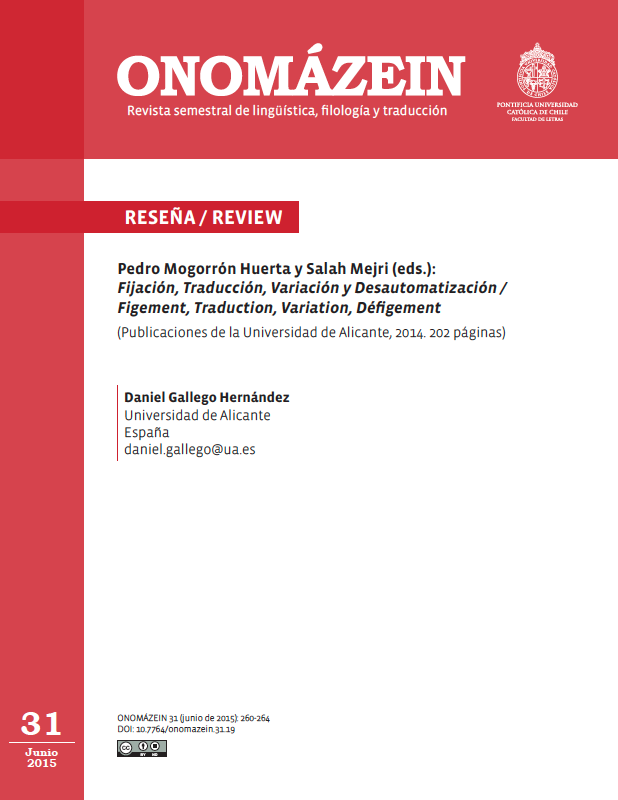 ONOMÁZEIN
Revista semestral de lingüística, filología y traducción
PONTIFICIA UNIVERSIDAD
CATÓLICA DE CHILE
FACULTAD DE LETRAS
RESEÑA / REVIEW
Pedro Mogorrón Huerta y Salah Mejri (eds.):
Fijación, Traducción, Variación y Desautomatización /
Figement, Traduction, Variation, Défigement
(Publicaciones de la Universidad de Alicante, 2014. 202 páginas)
Daniel Gallego Hernández
Universidad de Alicante
España
daniel.gallego@ua.es
31
Junio
2015
ONOMÁZEIN 31 (junio de 2015): 260-264
DOI: 10.7764/onomazein.31.19
cc
BY ND